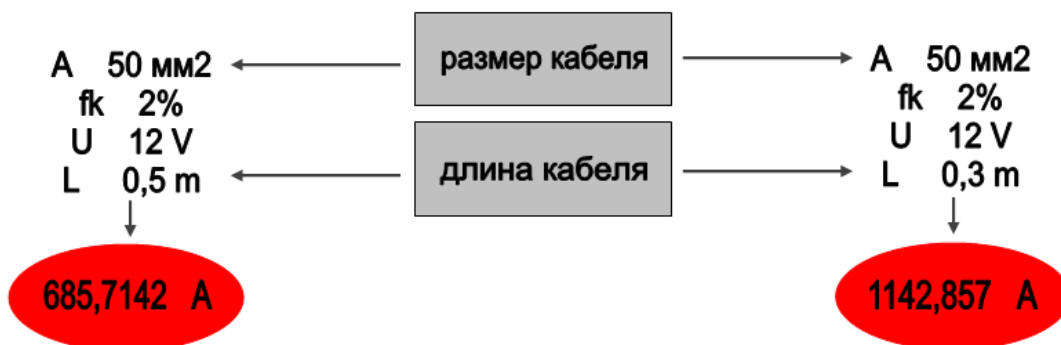 A 50 мм2
fk 2%
U 12 V
L 0,5 m
685,7142 A
размер кабеля
длина кабеля
A 50 мм2
fk 2%
U 12 V
L 0,3 m
1142,857 A